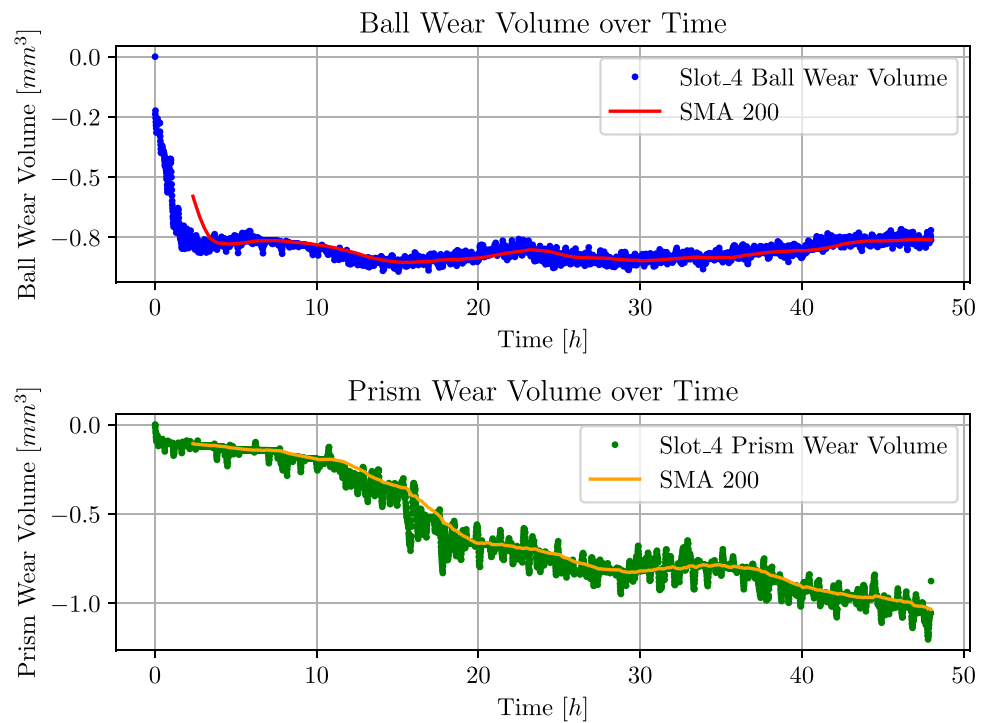 Ball Wear Volume over Time
Ball Wear Volume [mm³]
0.0
−0.2
−0.5
−0.8
Slot_4 Ball Wear Volume
SMA 200
0 10 20 30 40 50
Time [h]
Prism Wear Volume over Time
Prism Wear Volume [mm³]
0.0
−0.5
−1.0
Slot_4 Prism Wear Volume
SMA 200
0 10 20 30 40 50
Time [h]